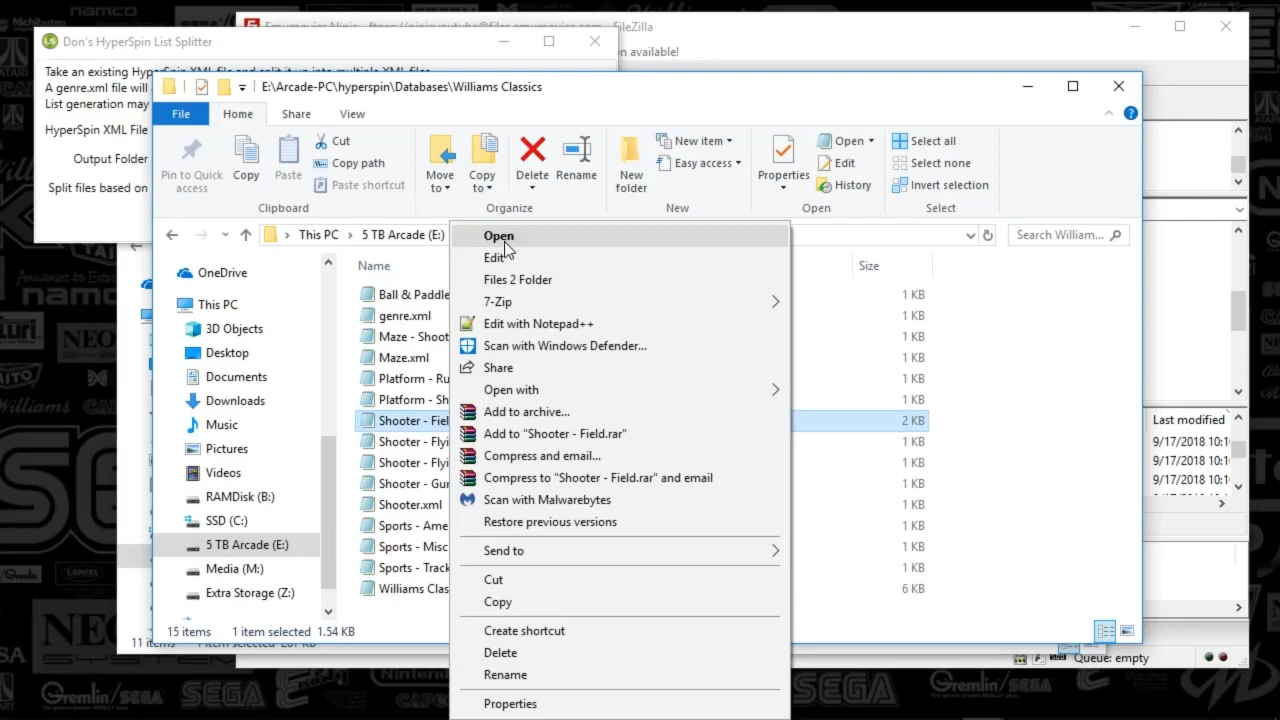 Don's HyperSpin List Splitter
FileZilla
on available!
Take an existing HyperSpin XML file and split it up into multiple XML files
A genre.xml file will
List generation may
HyperSpin XML File
Output Folder
Split files based on
E:\Arcade-PC\hyperspin\Databases\Williams Classics
File
Home
Share
View
Pin to Quick access
Copy
Paste
Cut
Copy path
Paste shortcut
Clipboard
Move to
Copy to
Delete
Rename
Organize
New folder
New item
Easy access
New
Properties
Open
Edit
History
Open
Select all
Select none
Invert selection
Select
This PC
5 TB Arcade (E:)
Search William...
OneDrive
This PC
3D Objects
Desktop
Documents
Downloads
Music
Pictures
Videos
RAMDisk (B:)
SSD (C:)
5 TB Arcade (E:)
Media (M:)
Extra Storage (Z:)
Name
Size
Ball & Paddle
1 KB
genre.xml
1 KB
Maze - Shoot
1 KB
Maze.xml
1 KB
Platform - Ru
1 KB
Platform - Sh
1 KB
Shooter - Fiel
2 KB
Shooter - Flyi
1 KB
Shooter - Flyi
1 KB
Shooter - Gun
1 KB
Shooter.xml
1 KB
Sports - Ame
1 KB
Sports - Misc
1 KB
Sports - Track
1 KB
Williams Clas
6 KB
15 items
1 item selected
1.54 KB
Open
Edit
Files 2 Folder
7-Zip
Edit with Notepad++
Scan with Windows Defender...
Share
Open with
Add to archive...
Add to "Shooter - Field.rar"
Compress and email...
Compress to "Shooter - Field.rar" and email
Scan with Malwarebytes
Restore previous versions
Send to
Cut
Copy
Create shortcut
Delete
Rename
Properties
Last modified
9/17/2018 10:1
9/17/2018 10:1
9/17/2018 10:1
Queue: empty
11 items
namco
SEGA
Gremlin/SEGA
SEGA